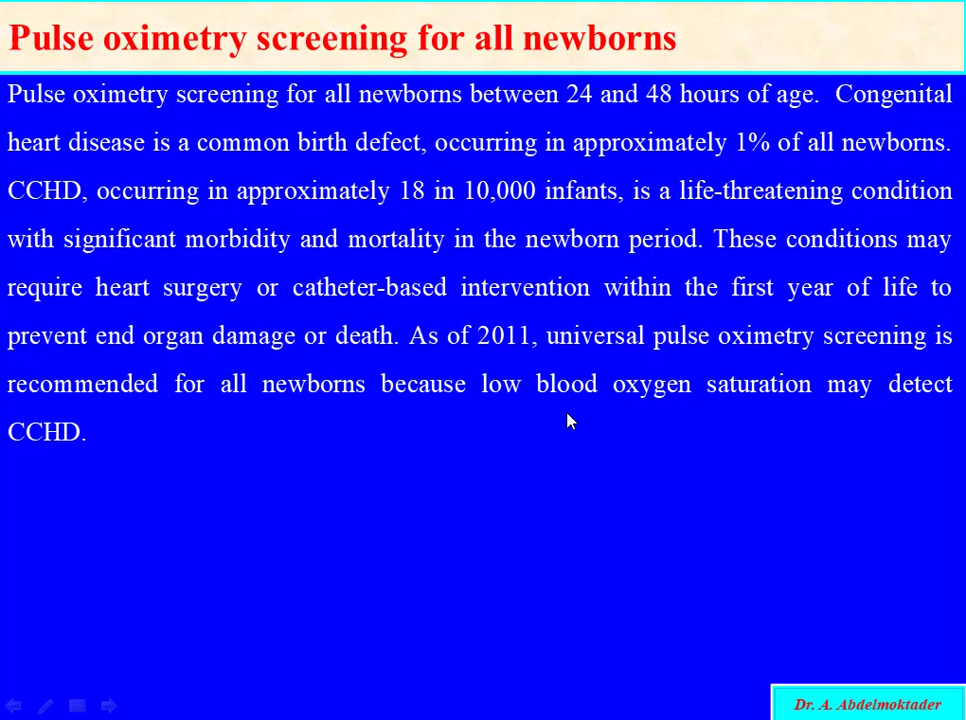 Pulse oximetry screening for all newborns
Pulse oximetry screening for all newborns between 24 and 48 hours of age. Congenital
heart disease is a common birth defect, occurring in approximately 1% of all newborns.
CCHD, occurring in approximately 18 in 10,000 infants, is a life-threatening condition
with significant morbidity and mortality in the newborn period. These conditions may
require heart surgery or catheter-based intervention within the first year of life to
prevent end organ damage or death. As of 2011, universal pulse oximetry screening is
recommended for all newborns because low blood oxygen saturation may detect
CCHD.
Dr. A. Abdelmoktader